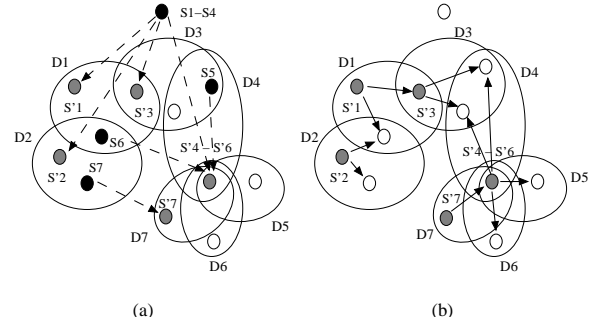 S1–S4
D3
D1
S5
D4
S'1
S'3
D2
S6
S'4 – S'6
S7
S'2
S'7
D7
D5
D6
(a)
D3
D1
D4
S'1
S'3
D2
S'4 – S'6
S'2
D5
S'7
D7
D6
(b)